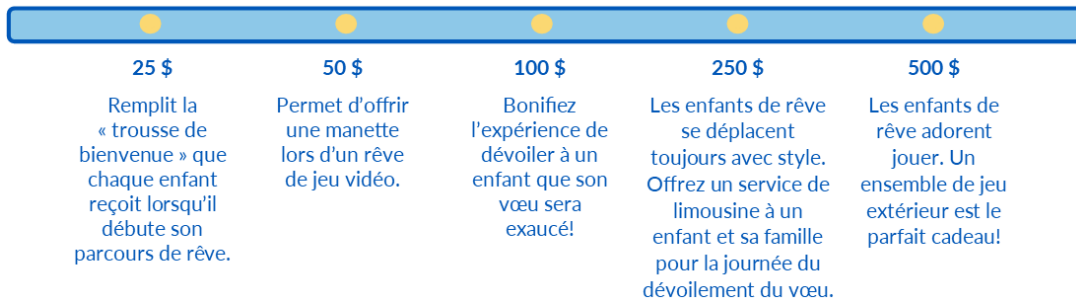 25 $
Remplit la
« trousse de
bienvenue » que
chaque enfant
reçoit lorsqu'il
débute son
parcours de rêve.
50 $
Permet d'offrir
une manette
lors d'un rêve
de jeu vidéo.
100 $
Bonifiez
l'expérience de
dévoiler à un
enfant que son
vœu sera
exaucé!
250 $
Les enfants de rêve
se déplacent
toujours avec style.
Offrez un service de
limousine à un
enfant et sa famille
pour la journée du
dévoilement du vœu.
500 $
Les enfants de
rêve adorent
jouer. Un
ensemble de jeu
extérieur est le
parfait cadeau!